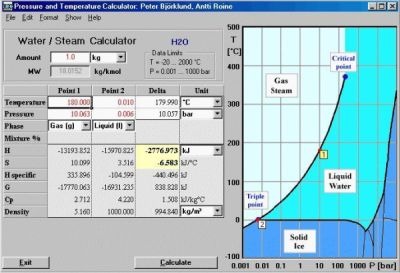 Pressure and Temperature Calculator: Peter Björklund, Antti Roine
File Edit Format Show Help
Water / Steam Calculator H2O
Amount 1.0 kg
MW 18.0152 kg/kgmol
Data Limits
T = -20 ... 2000 °C
P = 0.001 ... 1000 bar
Point 1 Point 2 Delta Unit
Temperature 180.000 0.010 179.990 °C
Pressure 10.063 0.006 10.057 bar
Phase Gas (g) Liquid (l)
Mixture %
H -13193.852 -15970.825 -2776.973 kJ
S 10.099 3.516 -6.583 kJ/°C
H specific 335.896 -104.599 -440.496 kJ
G -17770.063 -16931.235 838.828 kJ
Cp 2.712 4.220 1.508 kJ/kg°C
Density 5.160 1000.000 994.840 kg/m³
Exit Calculate
T
[°C]
500
400
300
200
100
0
-100
Critical
point
Gas
Steam
1
Liquid
Water
Triple
point
2
Solid
Ice
0.001 0.01 0.1 1 10 100 1000 P [bar]